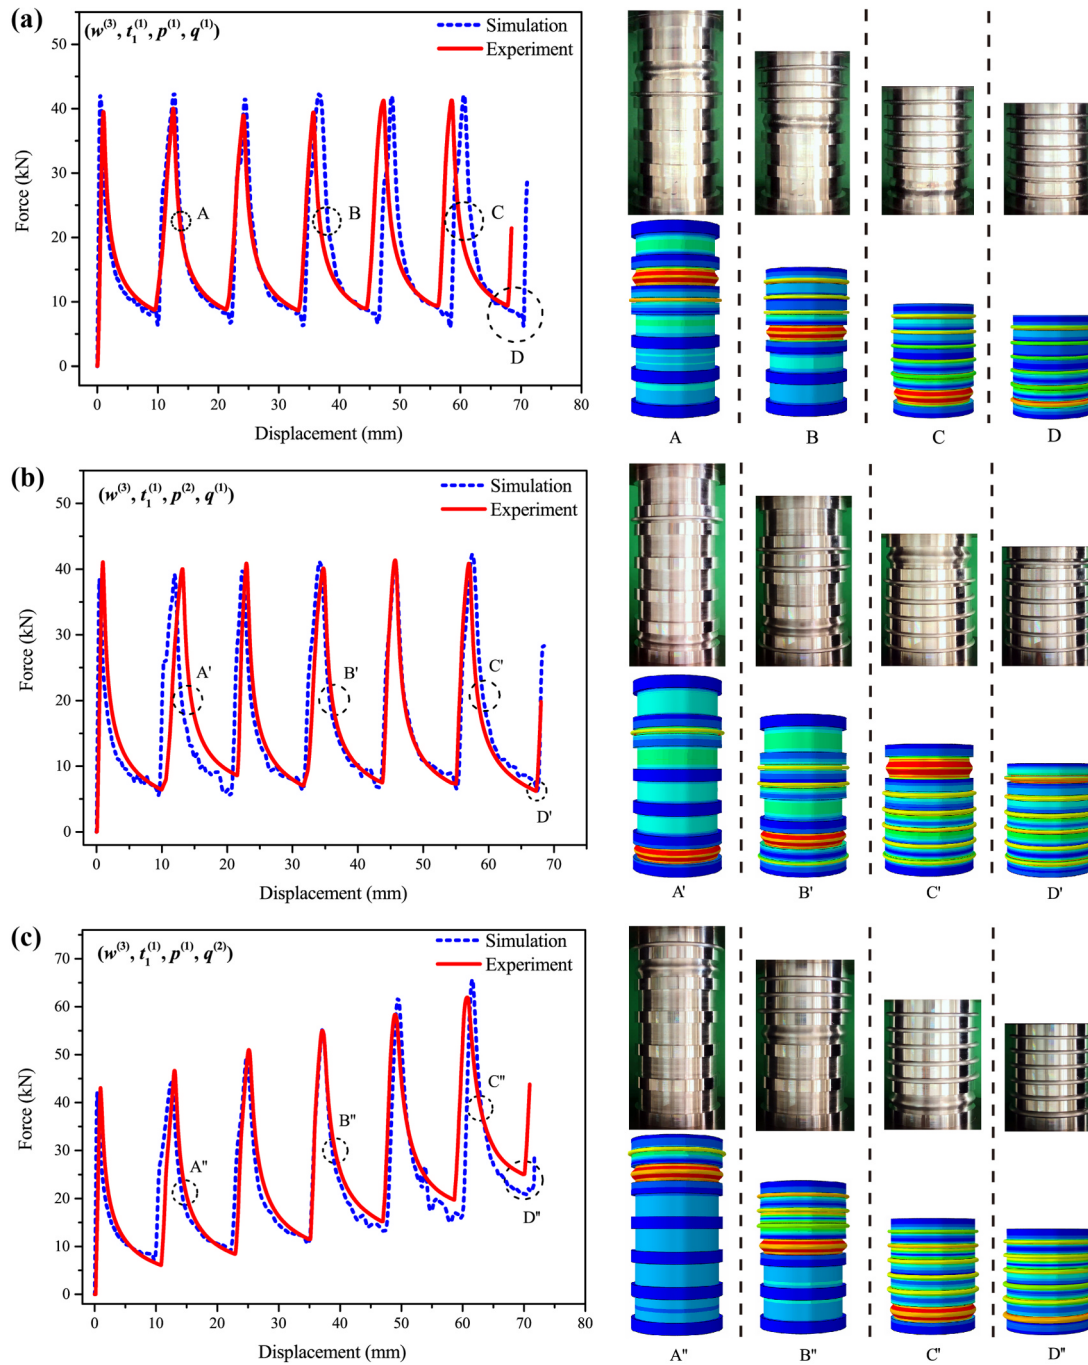 (a)
(w(3), t1(1), p(1), q(1))
Simulation
Experiment
50
40
30
20
10
0
Force (kN)
A
B
C
D
0 10 20 30 40 50 60 70 80
Displacement (mm)
A B C D
(b)
(w(3), t1(1), p(2), q(1))
Simulation
Experiment
50
40
30
20
10
0
Force (kN)
A'
B'
C'
D'
0 10 20 30 40 50 60 70 80
Displacement (mm)
A' B' C' D'
(c)
(w(3), t1(1), p(1), q(2))
Simulation
Experiment
70
60
50
40
30
20
10
0
Force (kN)
A"
B"
C"
D"
0 10 20 30 40 50 60 70 80
Displacement (mm)
A" B" C" D"